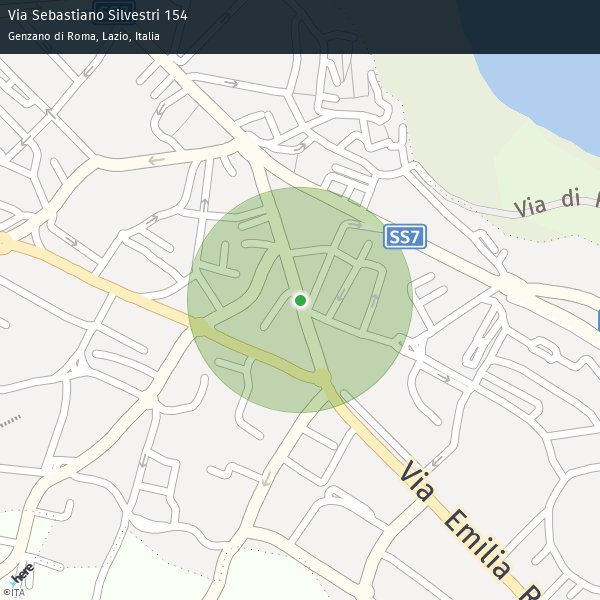 Via Sebastiano Silvestri 154
Genzano di Roma, Lazio, Italia
Via di A
SS7
Via Emilia R
here
©ITA